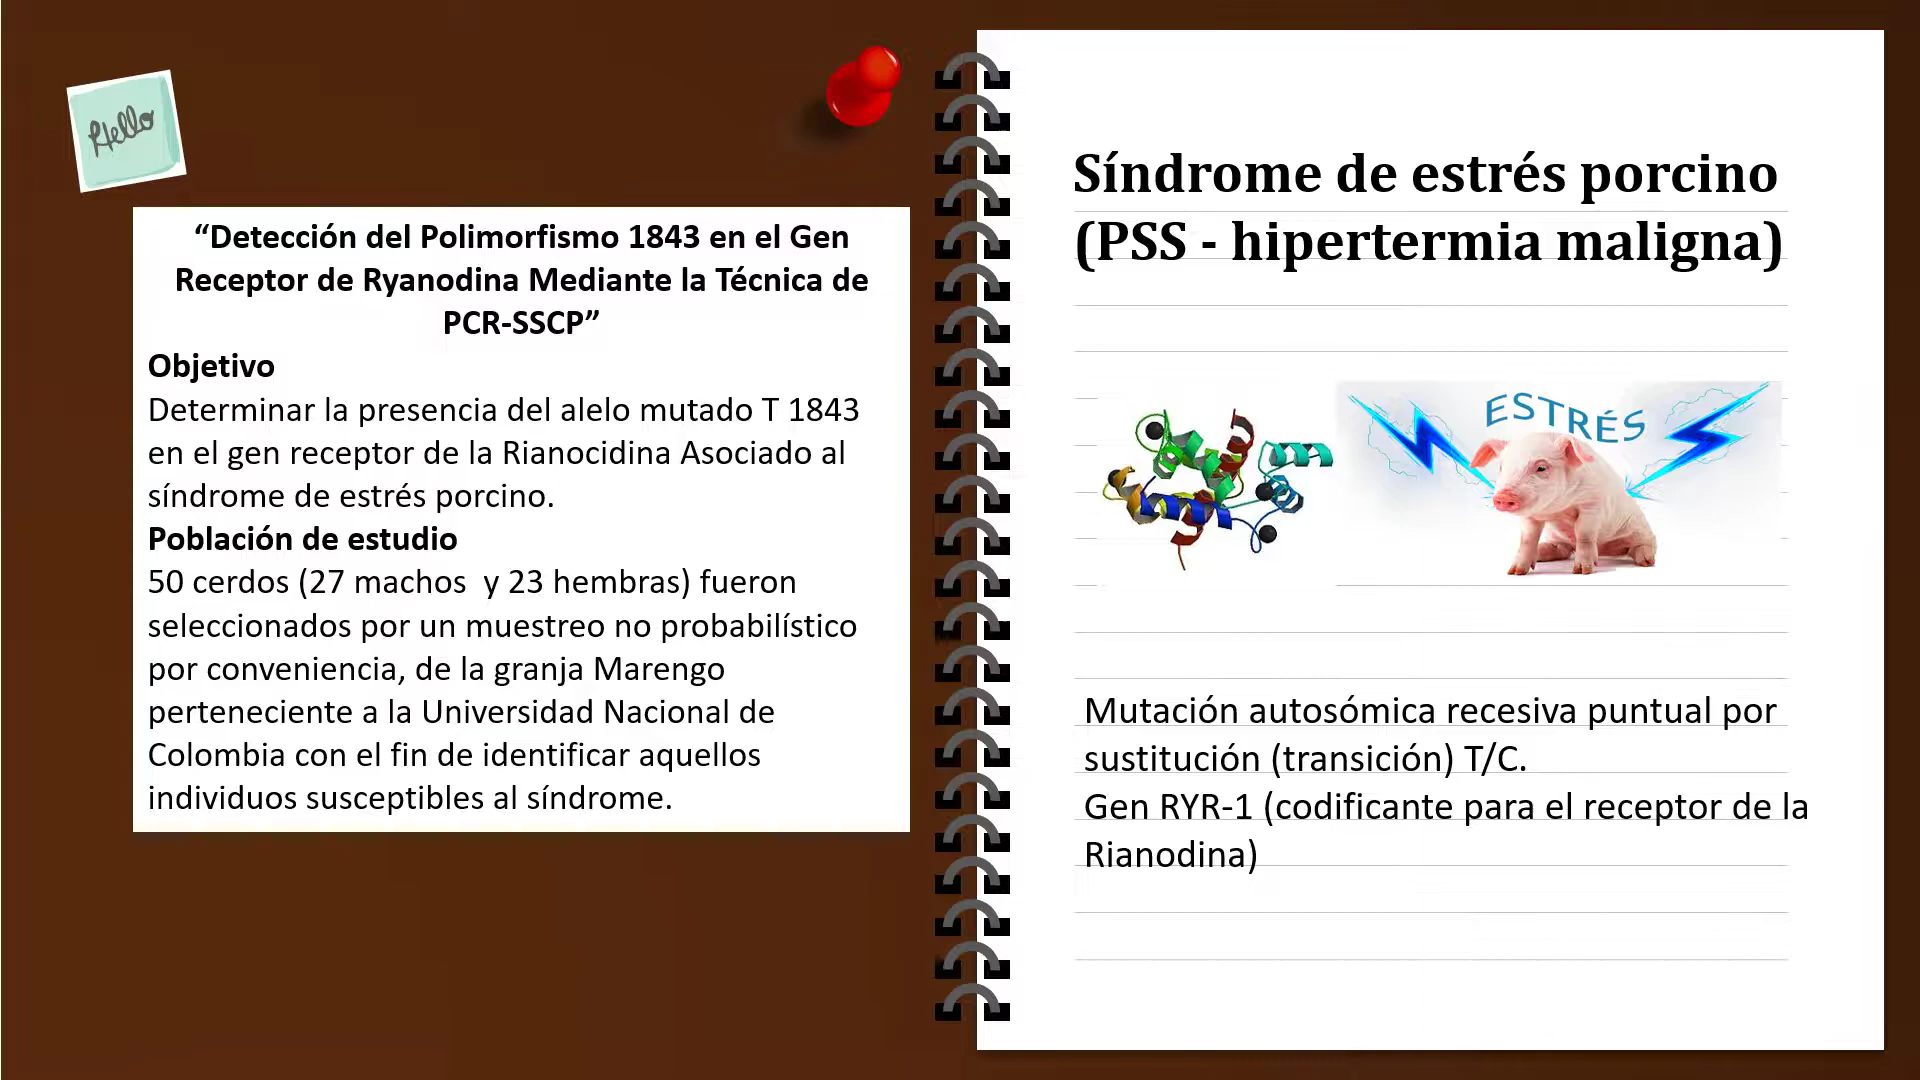 Hello
“Detección del Polimorfismo 1843 en el Gen
Receptor de Ryanodina Mediante la Técnica de
PCR-SSCP”
Objetivo
Determinar la presencia del alelo mutado T 1843
en el gen receptor de la Rianocidina Asociado al
síndrome de estrés porcino.
Población de estudio
50 cerdos (27 machos  y 23 hembras) fueron
seleccionados por un muestreo no probabilístico
por conveniencia, de la granja Marengo
perteneciente a la Universidad Nacional de
Colombia con el fin de identificar aquellos
individuos susceptibles al síndrome.
Síndrome de estrés porcino
(PSS - hipertermia maligna)
ESTRÉS
Mutación autosómica recesiva puntual por
sustitución (transición) T/C.
Gen RYR-1 (codificante para el receptor de la
Rianodina)